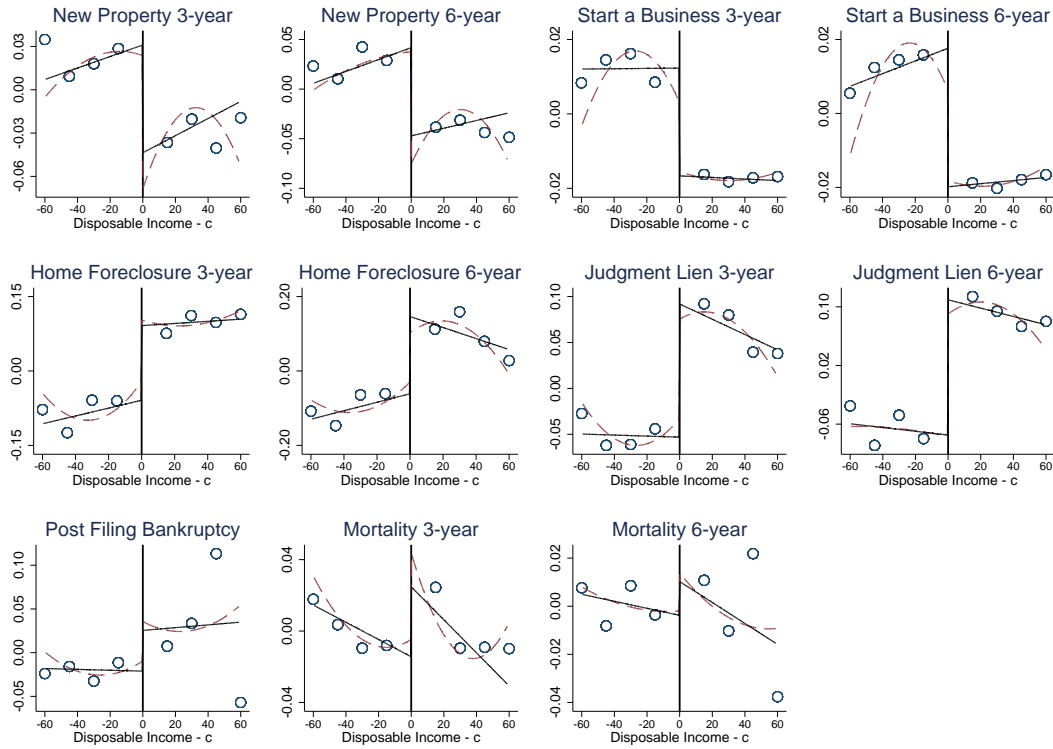 New Property 3-year
0.03
0.00
-0.03
-0.06
-60 -40 -20 0 20 40 60
Disposable Income - c
New Property 6-year
0.05
0.00
-0.05
-0.10
-60 -40 -20 0 20 40 60
Disposable Income - c
Start a Business 3-year
0.02
0.00
-0.02
-60 -40 -20 0 20 40 60
Disposable Income - c
Start a Business 6-year
0.02
0.00
-0.02
-60 -40 -20 0 20 40 60
Disposable Income - c
Home Foreclosure 3-year
0.15
0.00
-0.15
-60 -40 -20 0 20 40 60
Disposable Income - c
Home Foreclosure 6-year
0.20
0.00
-0.20
-60 -40 -20 0 20 40 60
Disposable Income - c
Judgment Lien 3-year
0.10
0.05
0.00
-0.05
-60 -40 -20 0 20 40 60
Disposable Income - c
Judgment Lien 6-year
0.10
0.02
-0.06
-60 -40 -20 0 20 40 60
Disposable Income - c
Post Filing Bankruptcy
0.10
0.05
0.00
-0.05
-60 -40 -20 0 20 40 60
Disposable Income - c
Mortality 3-year
0.04
0.00
-0.04
-60 -40 -20 0 20 40 60
Disposable Income - c
Mortality 6-year
0.02
0.00
-0.02
-0.04
-60 -40 -20 0 20 40 60
Disposable Income - c